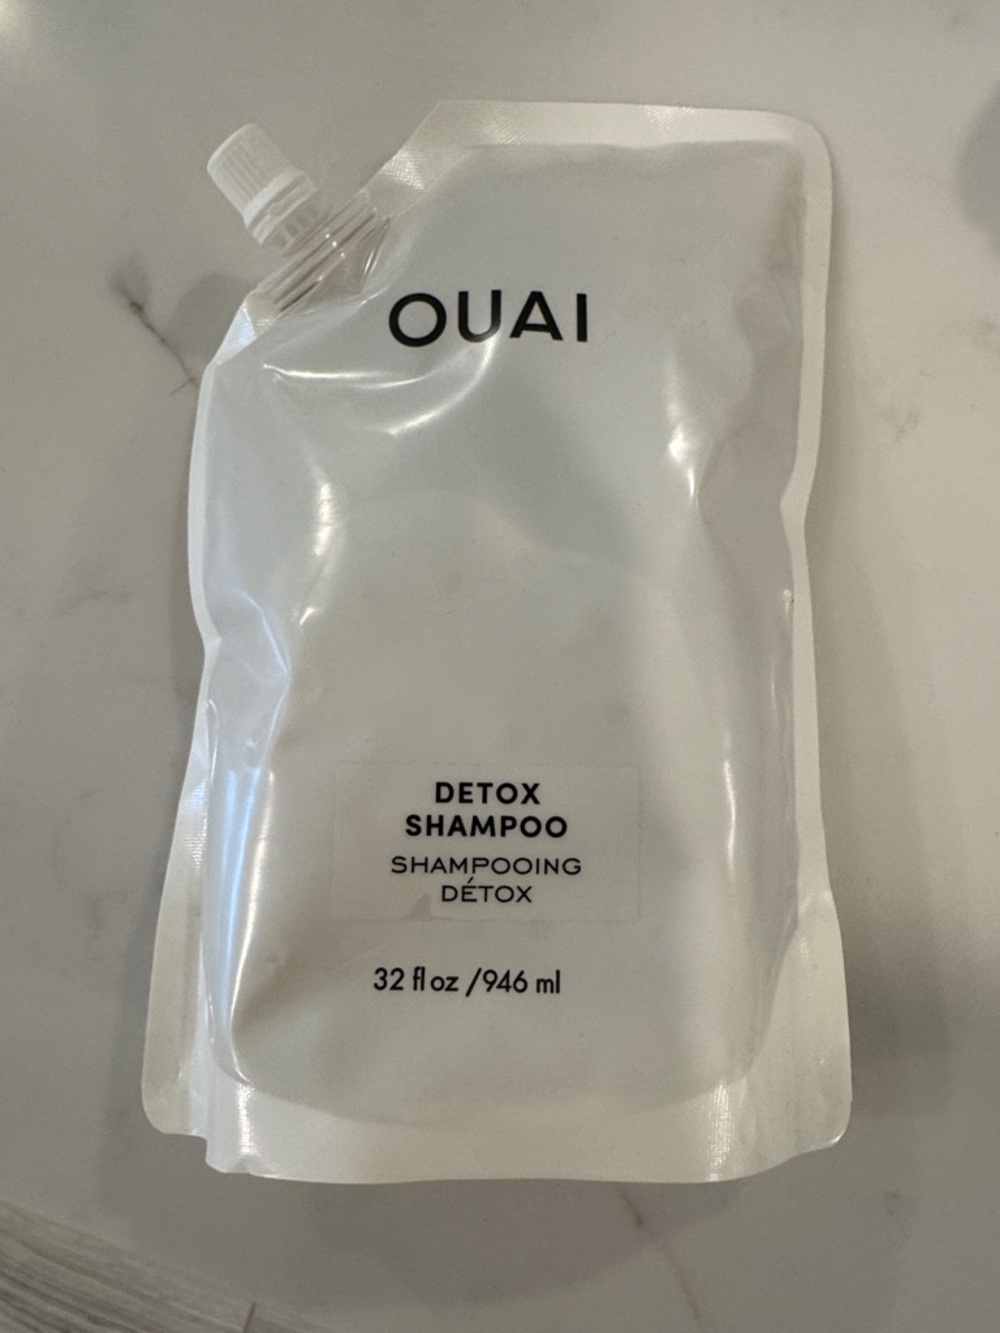 OUAI
DETOX
SHAMPOO
SHAMPOOING
DÉTOX
32 fl oz /946 ml